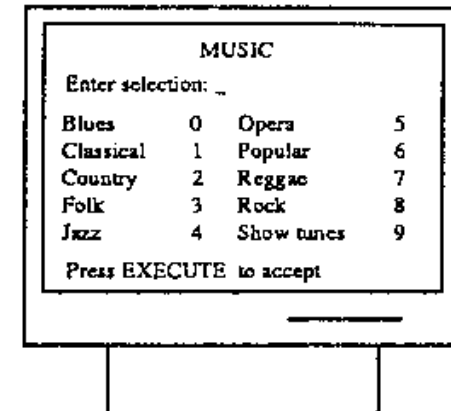 MUSIC
Enter selection: _
Blues 0 Opera 5
Classical 1 Popular 6
Country 2 Reggae 7
Folk 3 Rock 8
Jazz 4 Show tunes 9
Press EXECUTE to accept